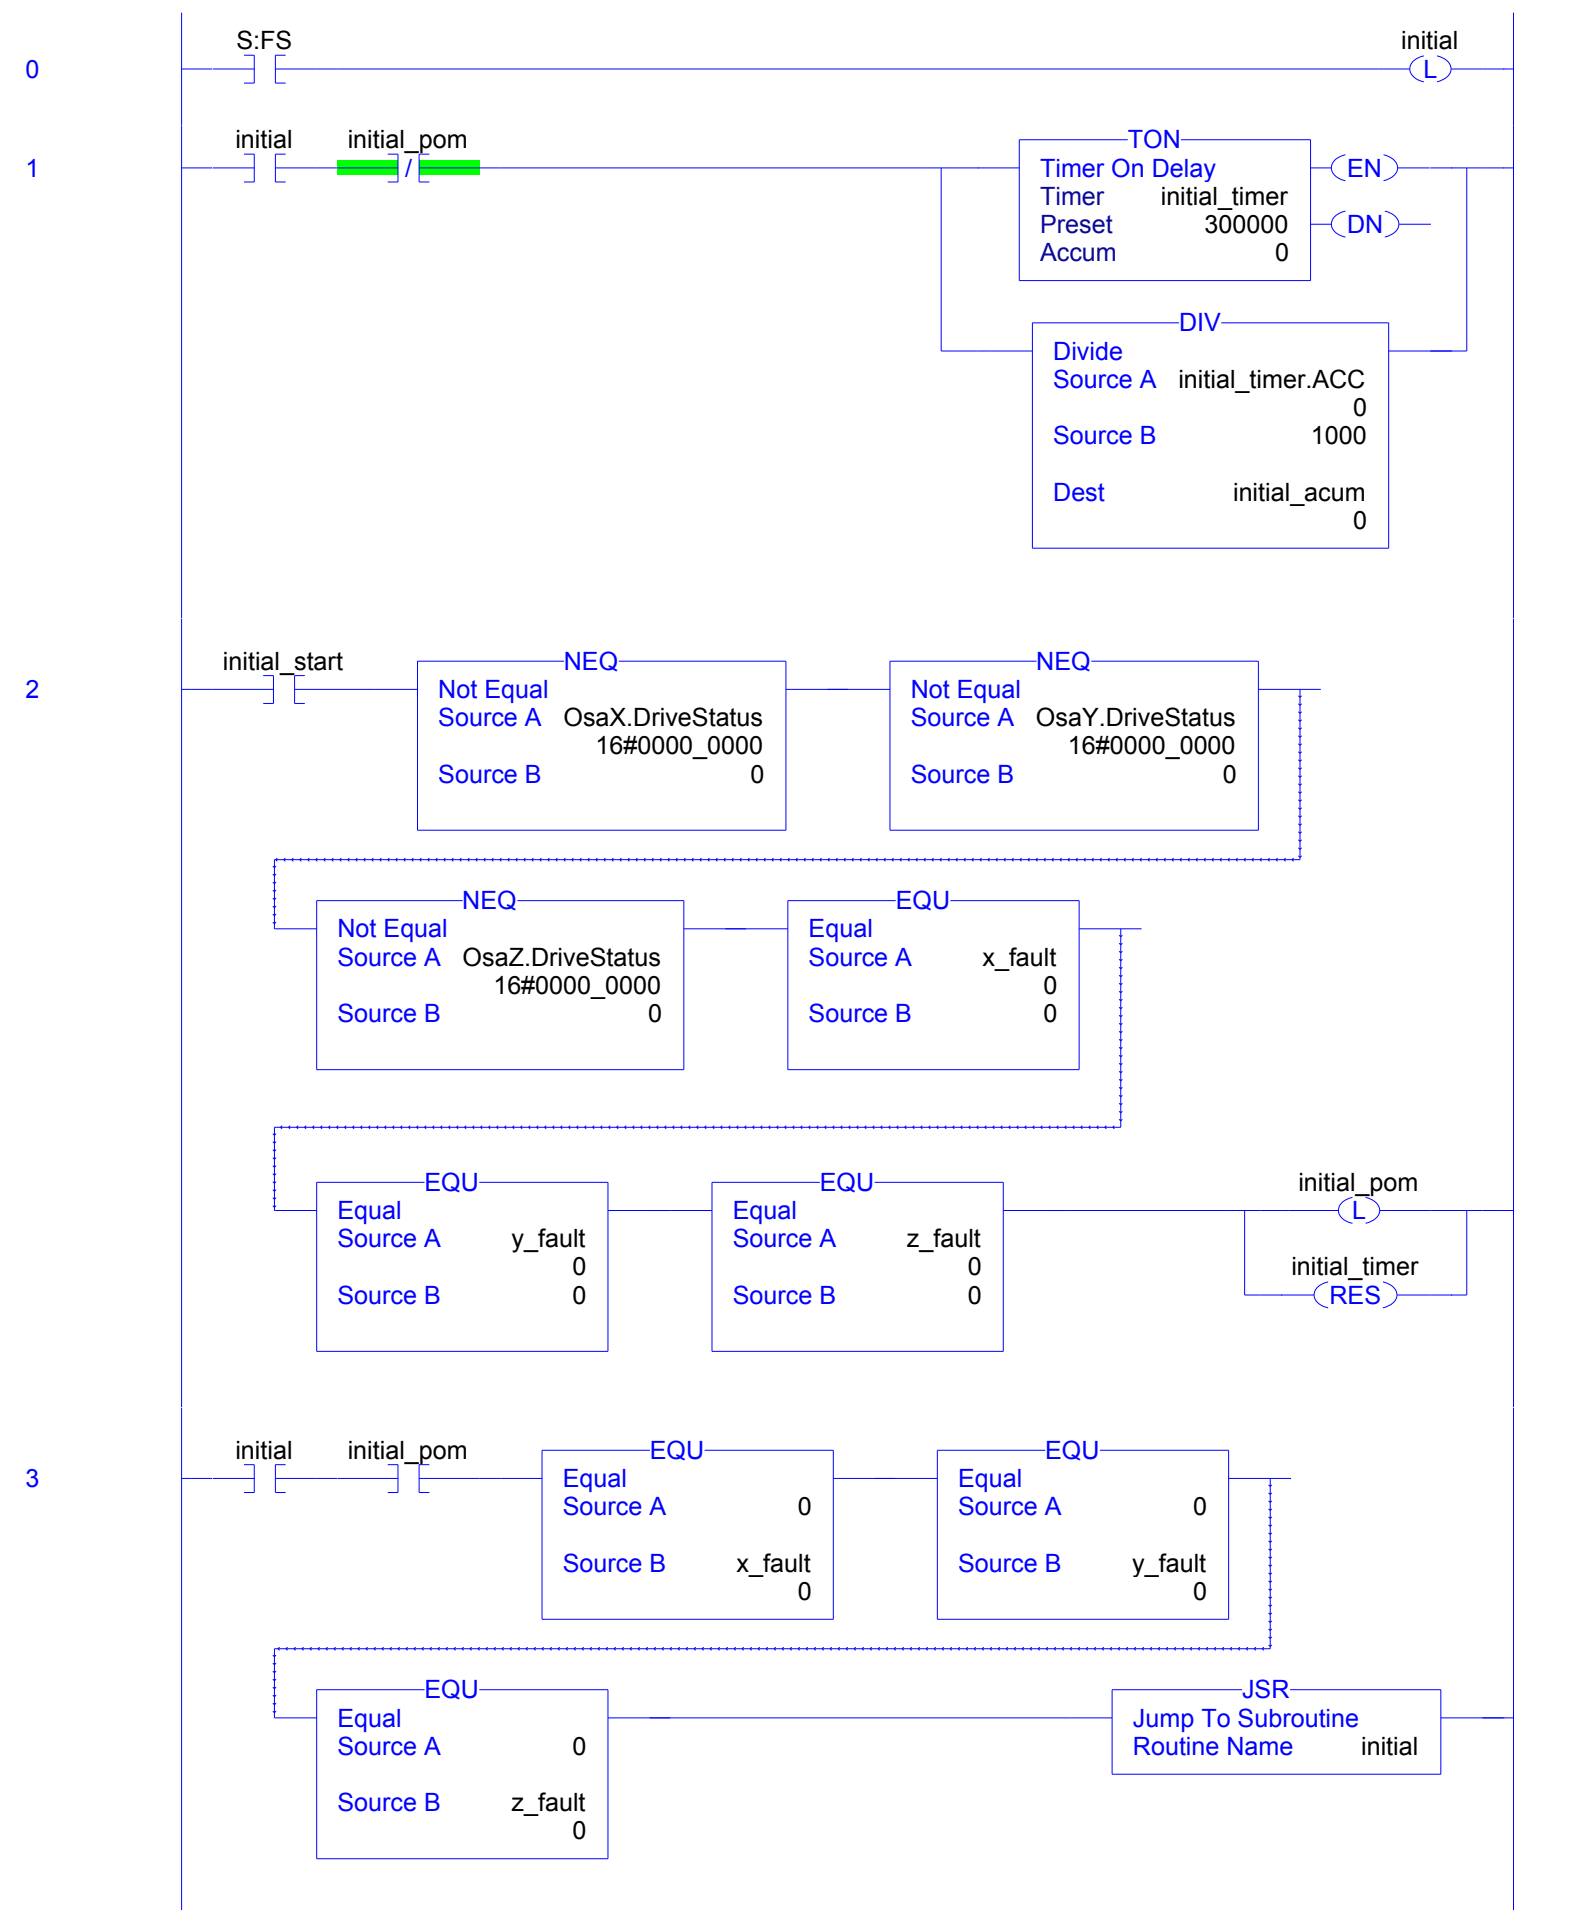 S:FS initial
0 L
initial initial_pom TON
1 / Timer On Delay EN
Timer initial_timer
Preset 300000 DN
Accum 0
DIV
Divide
Source A initial_timer.ACC
0
Source B 1000
Dest initial_acum
0
initial_start NEQ NEQ
2 Not Equal Not Equal
Source A OsaX.DriveStatus Source A OsaY.DriveStatus
16#0000_0000 16#0000_0000
Source B 0 Source B 0
NEQ EQU
Not Equal Equal
Source A OsaZ.DriveStatus Source A x_fault
16#0000_0000 0
Source B 0 Source B 0
EQU EQU initial_pom
Equal Equal L
Source A y_fault Source A z_fault
0 0 initial_timer
Source B 0 Source B 0 RES
initial initial_pom EQU EQU
3 Equal Equal
Source A 0 Source A 0
Source B x_fault Source B y_fault
0 0
EQU JSR
Equal Jump To Subroutine
Source A 0 Routine Name initial
Source B z_fault
0